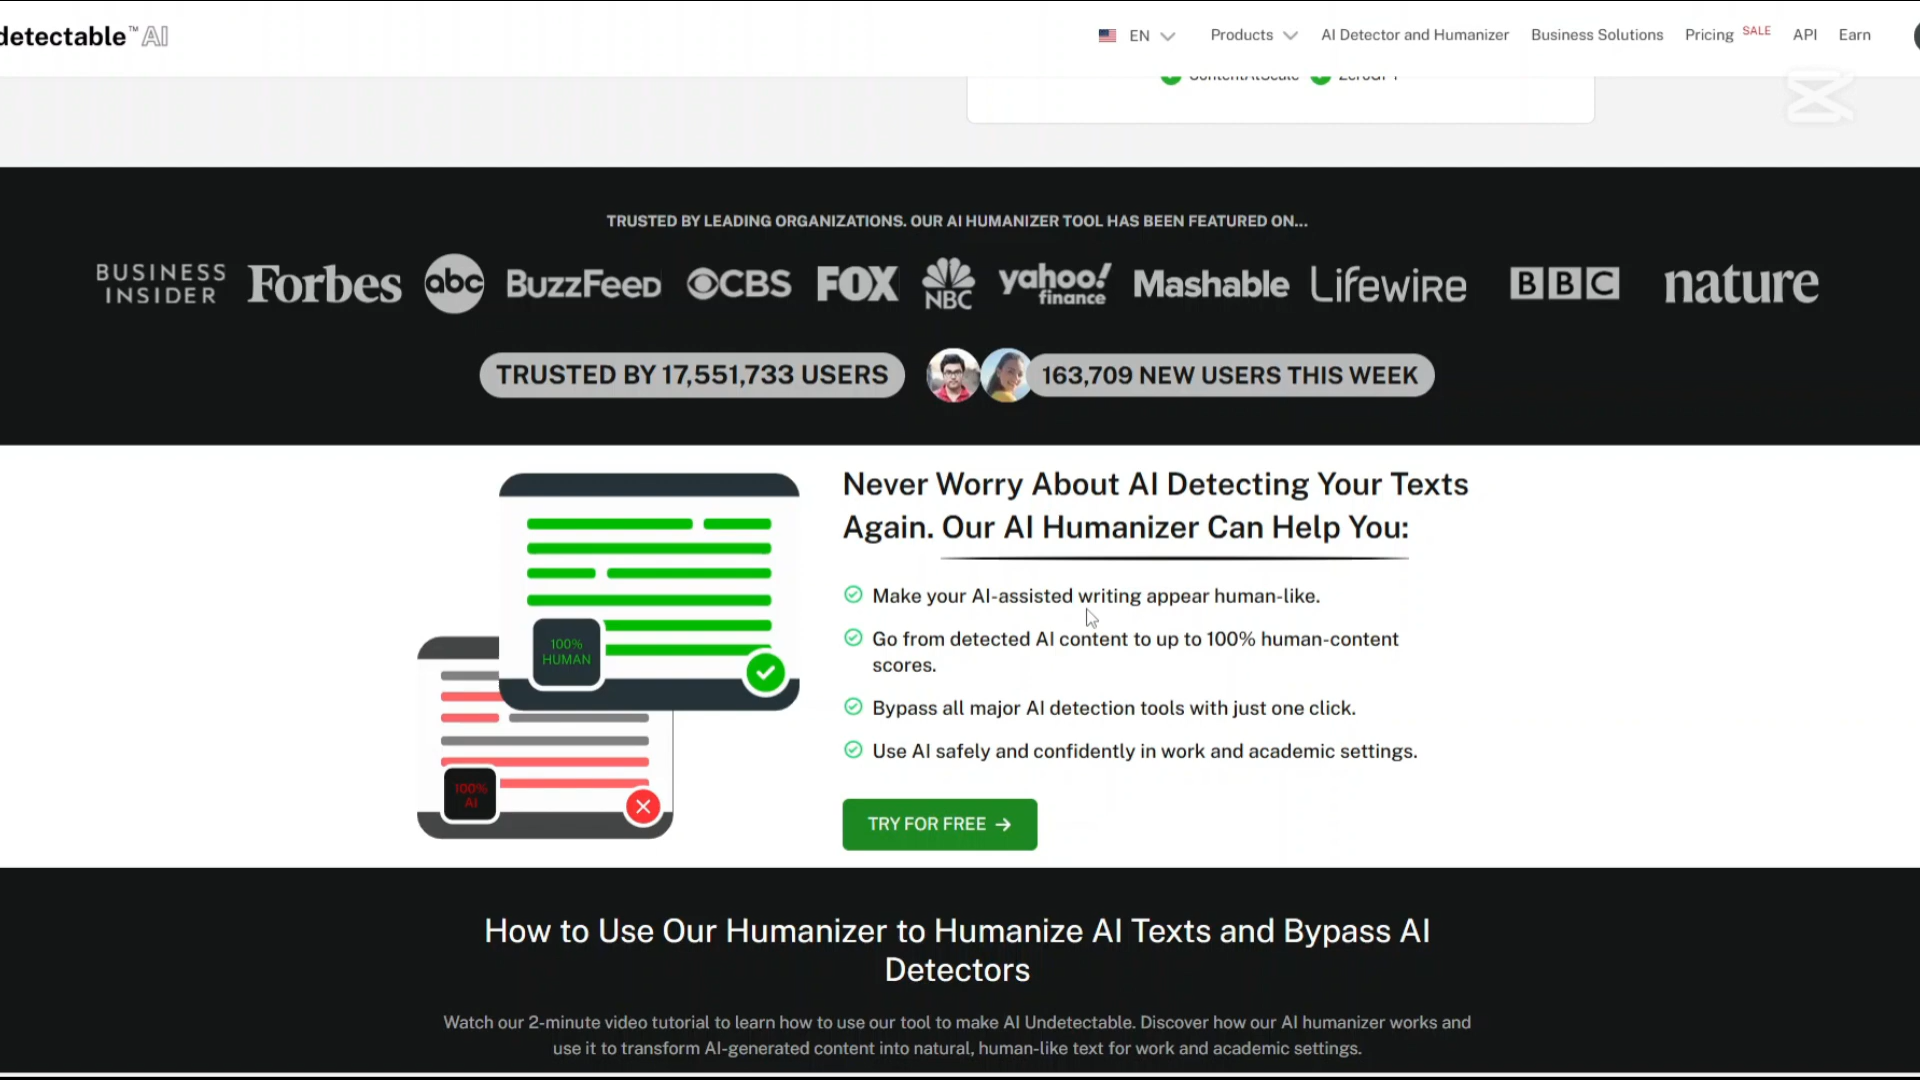 detectable™ AI
EN Products AI Detector and Humanizer Business Solutions Pricing SALE API Earn
ContentAtScale ZeroGPT
TRUSTED BY LEADING ORGANIZATIONS. OUR AI HUMANIZER TOOL HAS BEEN FEATURED ON...
BUSINESS INSIDER Forbes abc BuzzFeed CBS FOX NBC yahoo! finance Mashable Lifewire BBC nature
TRUSTED BY 17,551,733 USERS 163,709 NEW USERS THIS WEEK
Never Worry About AI Detecting Your Texts
Again. Our AI Humanizer Can Help You:
Make your AI-assisted writing appear human-like.
Go from detected AI content to up to 100% human-content
scores.
Bypass all major AI detection tools with just one click.
Use AI safely and confidently in work and academic settings.
TRY FOR FREE →
100%
HUMAN
100%
AI
How to Use Our Humanizer to Humanize AI Texts and Bypass AI
Detectors
Watch our 2-minute video tutorial to learn how to use our tool to make AI Undetectable. Discover how our AI humanizer works and
use it to transform AI-generated content into natural, human-like text for work and academic settings.